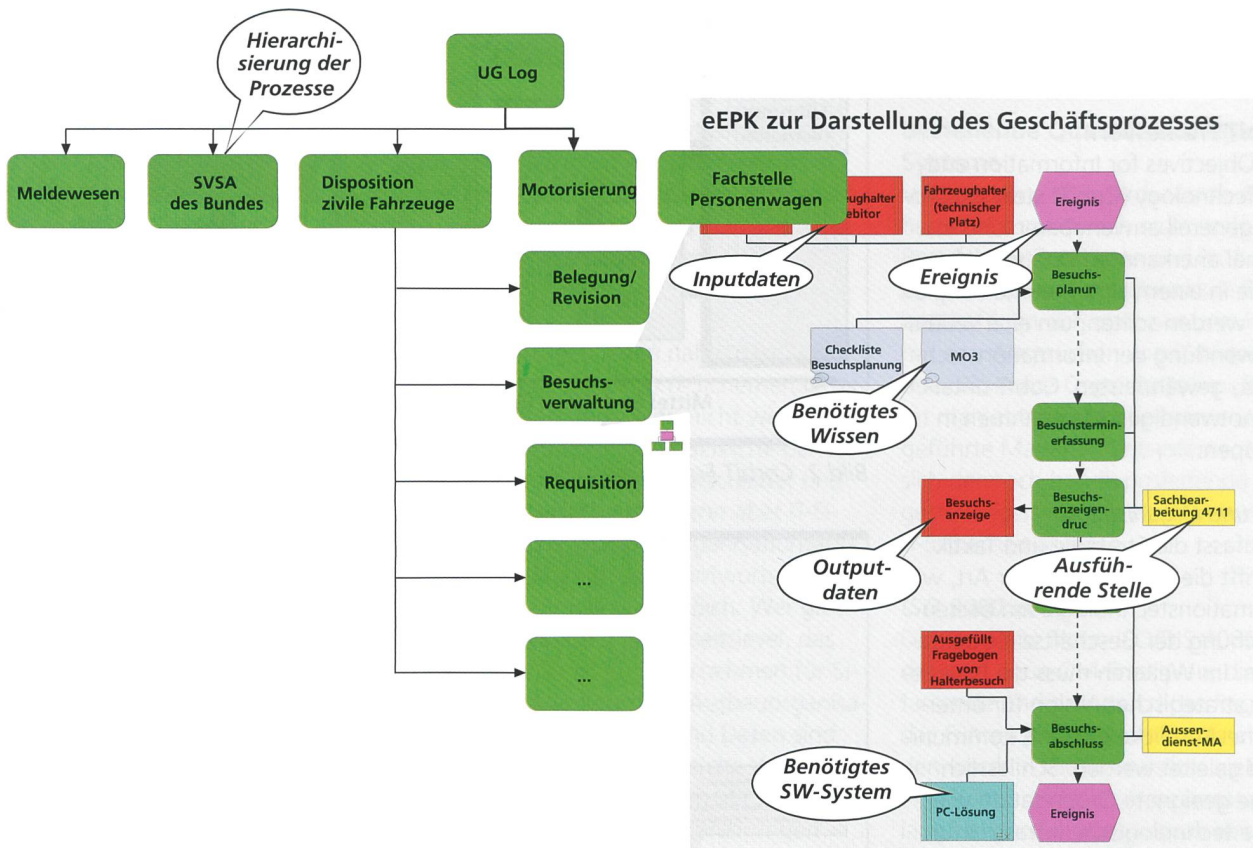 Hierarchi-
sierung der
Prozesse
UG Log
eEPK zur Darstellung des Geschäftsprozesses
Meldewesen
SVSA
des Bundes
Disposition
zivile Fahrzeuge
Motorisierung
Fachstelle
Personenwagen
Fahrzeughalter
(technischer
Platz)
Ereignis
Inputdaten
Ereignis
Besuchs-
planun
Belegung/
Revision
Checkliste
Besuchsplanung
MO3
Besuchs-
verwaltung
Benötigtes
Wissen
Besuchstermin-
erfassung
Requisition
Besuchs-
anzeige
Besuchs-
anzeigen-
druc
Sachbear-
beitung 4711
Output-
daten
Ausfüh-
rende Stelle
...
Ausgefüllt
Fragebogen
von
Halterbesuch
...
Besuchs-
abschluss
Aussen-
dienst-MA
Benötigtes
SW-System
PC-Lösung
Ereignis